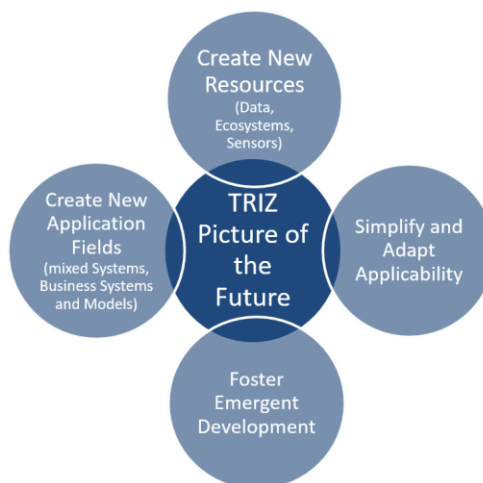 Create New
Resources
(Data,
Ecosystems,
Sensors)
Create New
Application
Fields
(mixed Systems,
Business Systems
and Models)
TRIZ
Picture of
the
Future
Simplify and
Adapt
Applicability
Foster
Emergent
Development